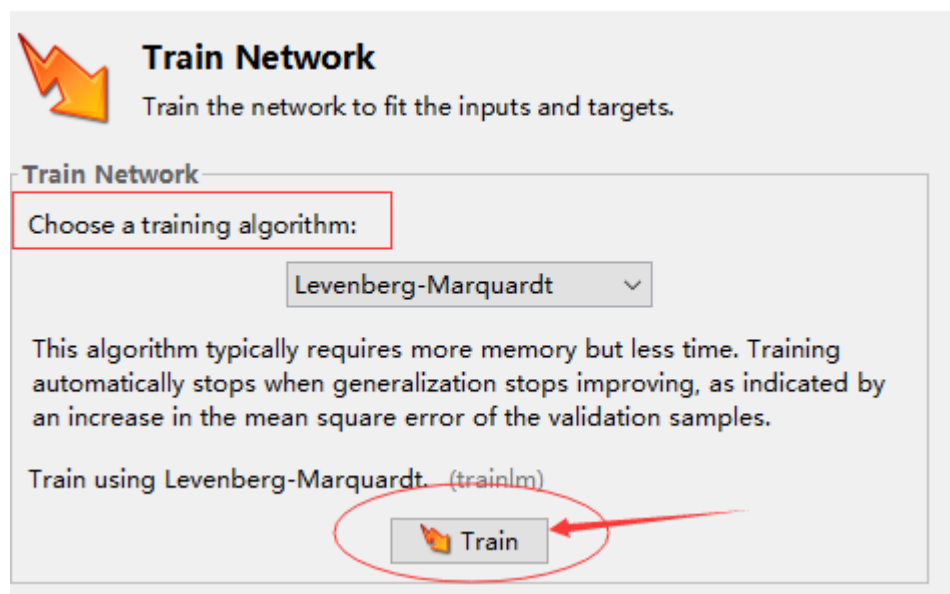 Train Network
Train the network to fit the inputs and targets.
Train Network
Choose a training algorithm:
Levenberg-Marquardt
This algorithm typically requires more memory but less time. Training
automatically stops when generalization stops improving, as indicated by
an increase in the mean square error of the validation samples.
Train using Levenberg-Marquardt. (trainlm)
Train